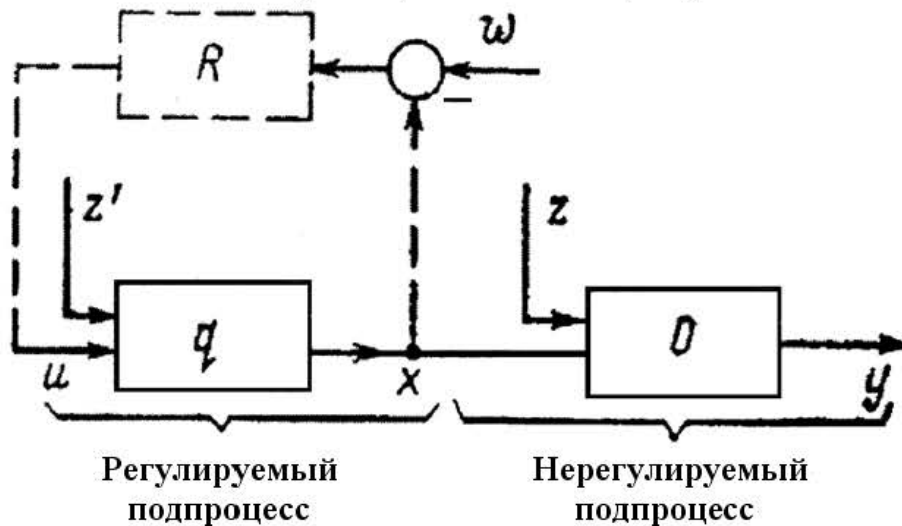 R
w
−
z'
z
q
D
u
x
y
Регулируемый
подпроцесс
Нерегулируемый
подпроцесс